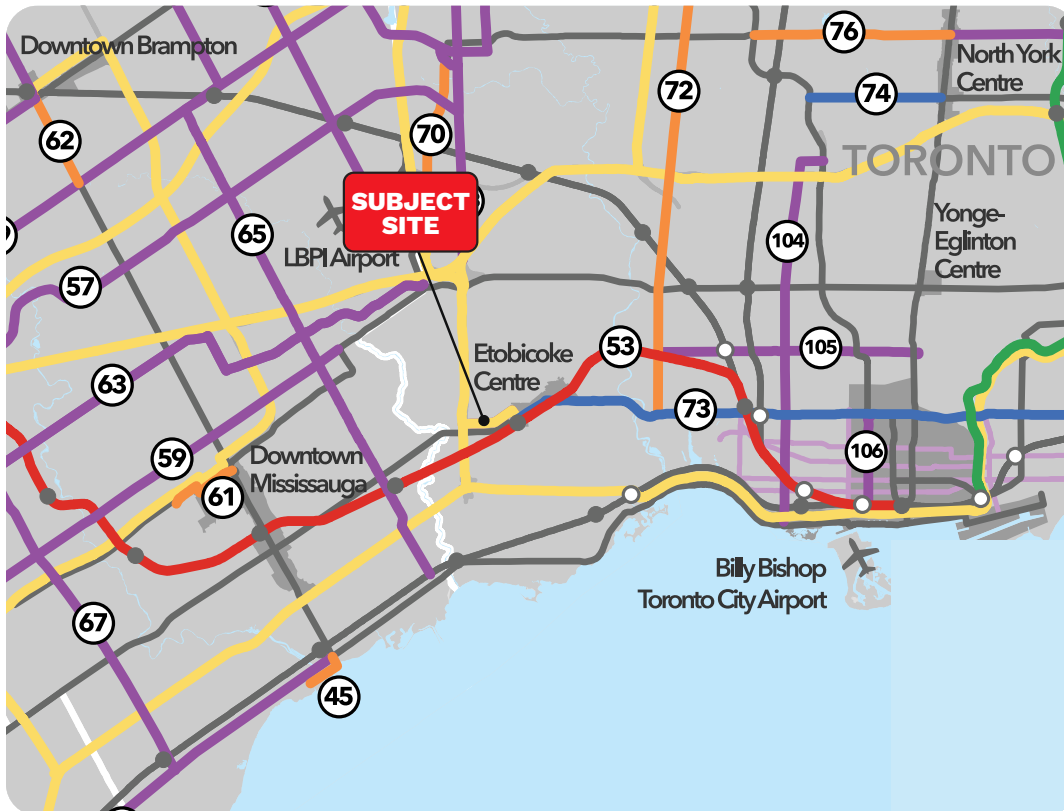 Downtown Brampton
76
North York
Centre
72
74
62
70
TORONTO
SUBJECT
SITE
65
104
Yonge-
Eglinton
Centre
LBPI Airport
57
53
105
Etobicoke
Centre
63
73
106
59
Downtown
Mississauga
61
Billy Bishop
Toronto City Airport
67
45